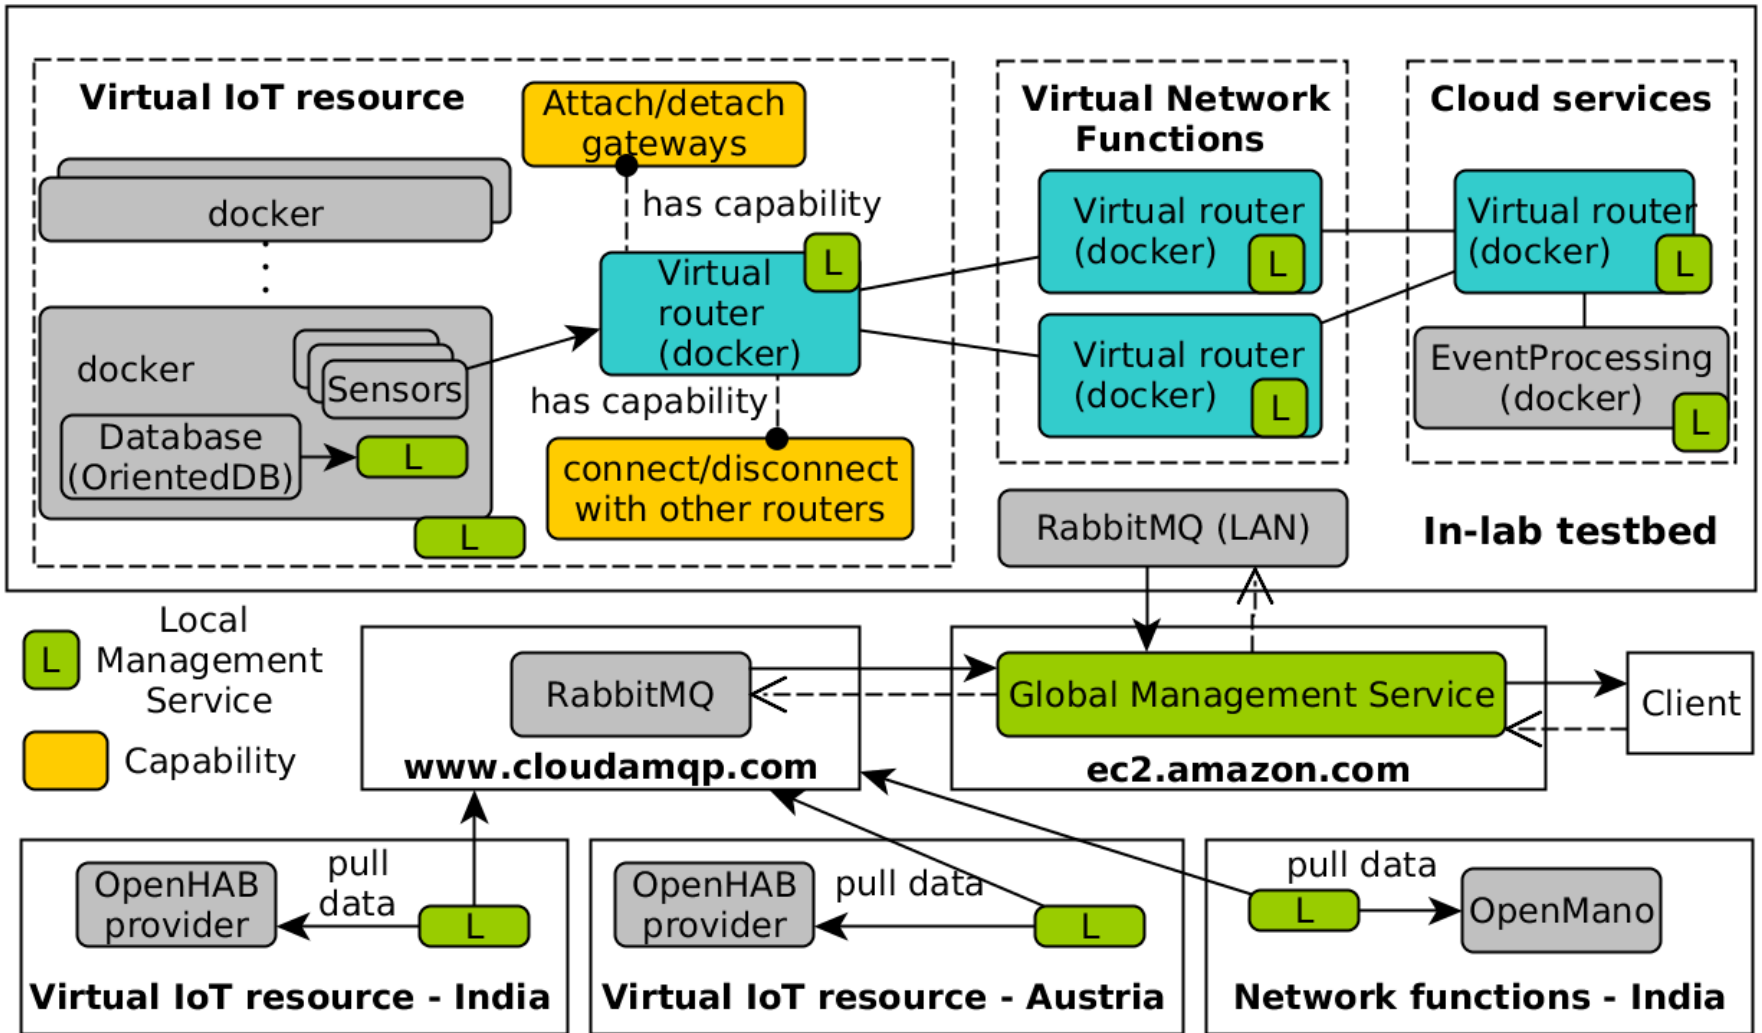 Virtual IoT resource
docker
docker
Sensors
Database
(OrientedDB)
L
L
Attach/detach
gateways
has capability
L
Virtual
router
(docker)
has capability
connect/disconnect
with other routers
Virtual Network
Functions
Virtual router
(docker)
L
Virtual router
(docker)
L
Cloud services
Virtual router
(docker)
L
EventProcessing
(docker)
L
RabbitMQ (LAN)
In-lab testbed
L
Local
Management
Service
Capability
RabbitMQ
www.cloudamqp.com
Global Management Service
ec2.amazon.com
Client
OpenHAB
provider
pull
data
L
Virtual IoT resource - India
OpenHAB
provider
pull data
L
Virtual IoT resource - Austria
pull data
L
OpenMano
Network functions - India